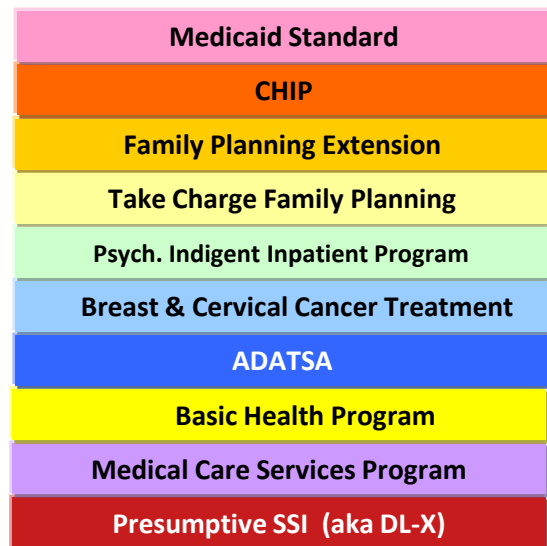 Medicaid Standard
CHIP
Family Planning Extension
Take Charge Family Planning
Psych. Indigent Inpatient Program
Breast & Cervical Cancer Treatment
ADATSA
Basic Health Program
Medical Care Services Program
Presumptive SSI (aka DL-X)